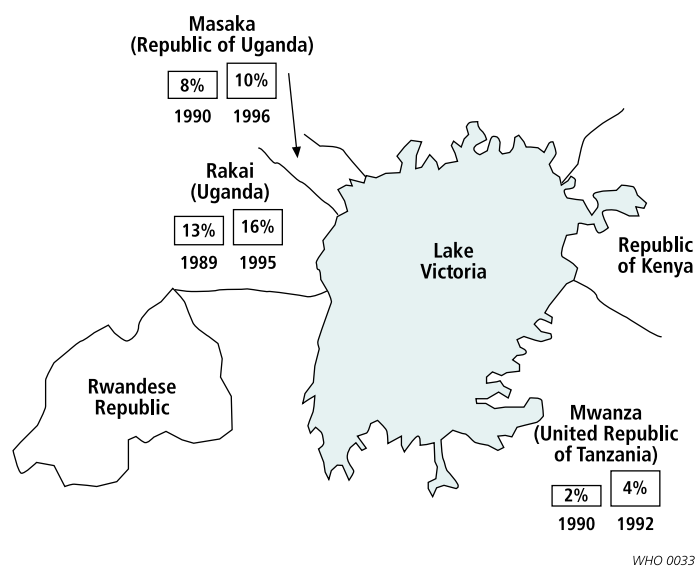 Masaka
(Republic of Uganda)
8%
10%
1990
1996
Rakai
(Uganda)
13%
16%
1989
1995
Lake
Victoria
Republic
of Kenya
Rwandese
Republic
Mwanza
(United Republic
of Tanzania)
2%
4%
1990
1992
WHO 0033